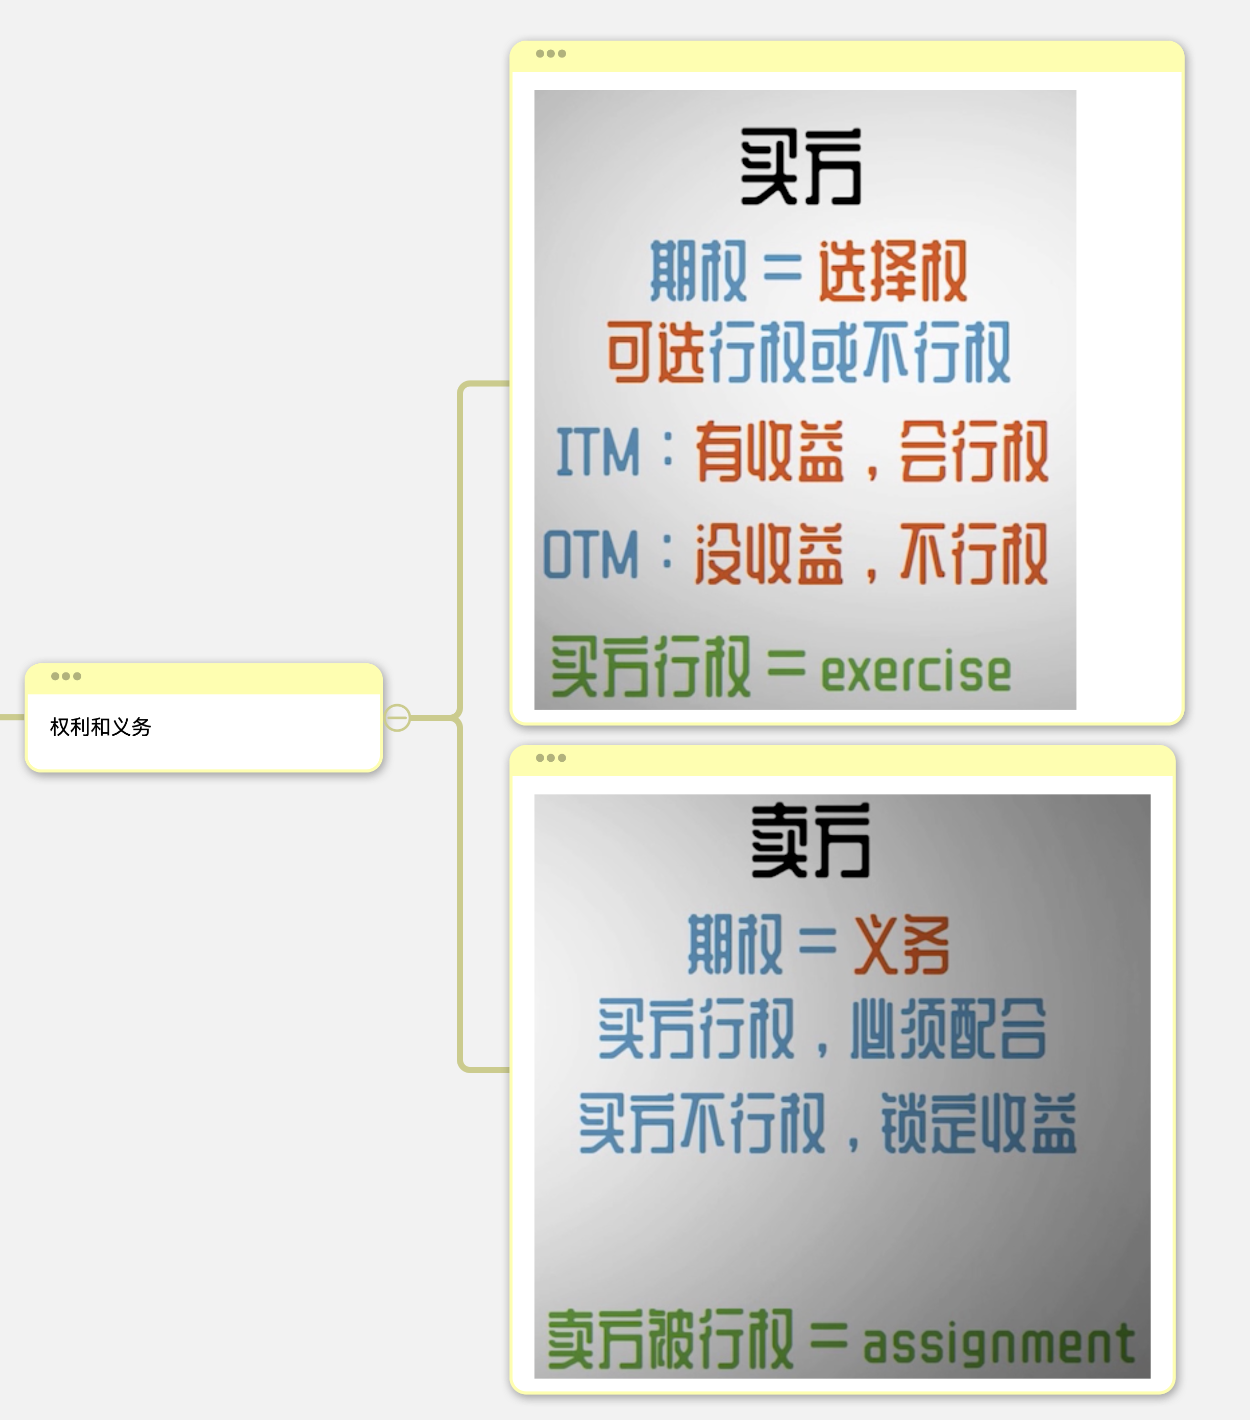 权利和义务
买方
期权=选择权
可选行权或不行权
ITM：有收益，会行权
OTM：没收益，不行权
买方行权=exercise
卖方
期权=义务
买方行权，必须配合
买方不行权，锁定收益
卖方被行权=assignment